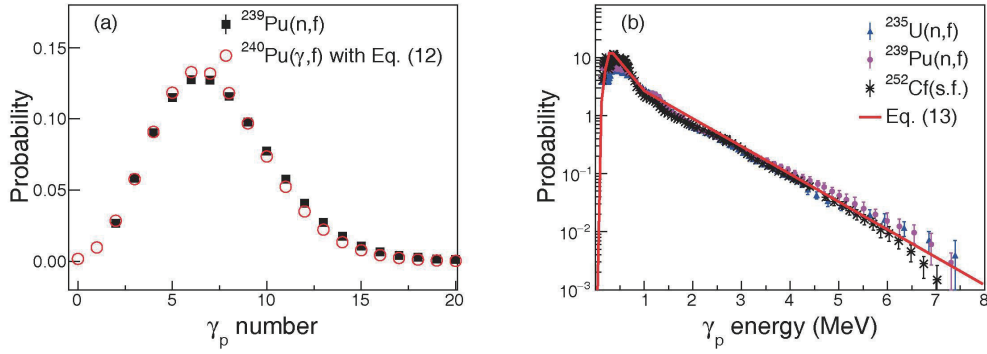 (a)
²³⁹Pu(n,f)
²⁴⁰Pu(γ,f) with Eq. (12)
Probability
0.15
0.10
0.05
0.00
0 5 10 15 20
γₚ number
(b)
²³⁵U(n,f)
²³⁹Pu(n,f)
²⁵²Cf(s.f.)
Eq. (13)
Probability
10
1
10⁻¹
10⁻²
10⁻³
0 1 2 3 4 5 6 7 8
γₚ energy (MeV)